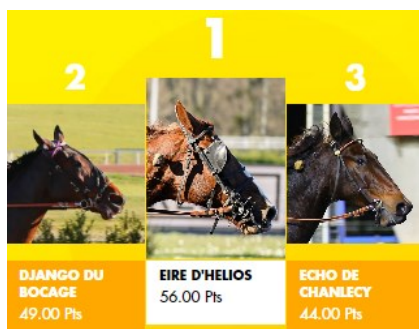 1
2
3
DJANGO DU
BOCAGE
49.00 Pts
EIRE D'HELIOS
56.00 Pts
ECHO DE
CHANLECY
44.00 Pts